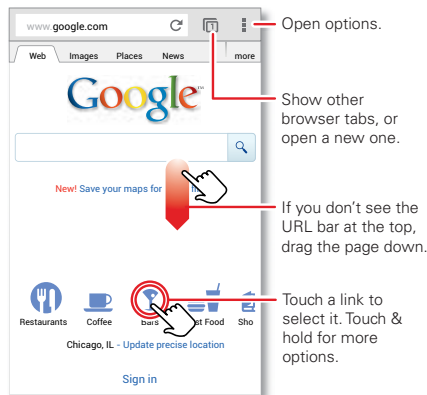 www.google.com
1
Open options.
Web Images Places News more
Google™
Show other
browser tabs, or
open a new one.
New! Save your maps for
If you don't see the
URL bar at the top,
drag the page down.
Restaurants Coffee Bars st Food Sho
Touch a link to
select it. Touch &
hold for more
options.
Chicago, IL - Update precise location
Sign in